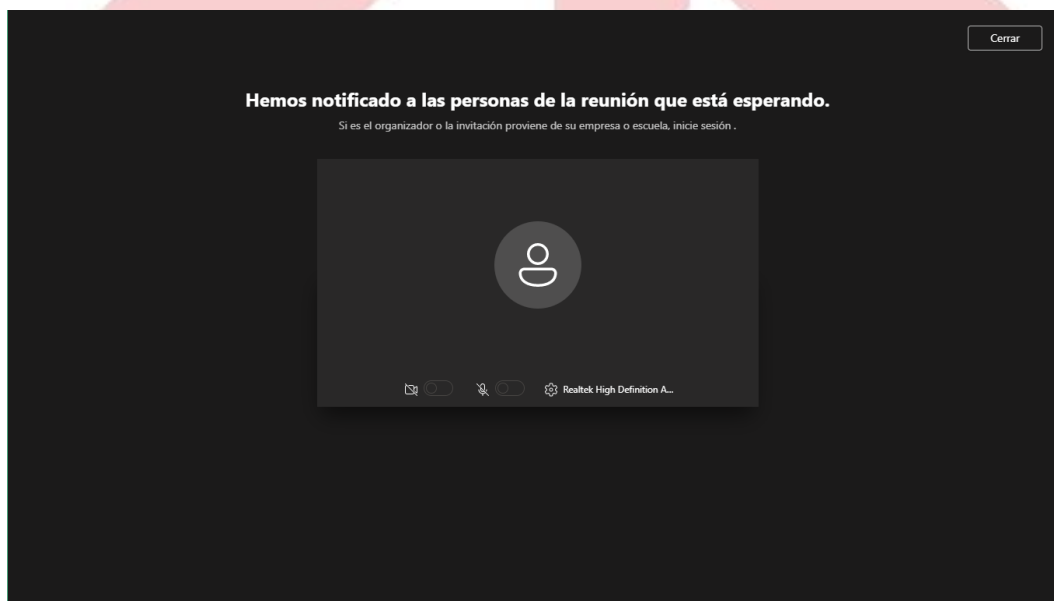 Cerrar
Hemos notificado a las personas de la reunión que está esperando.
Si es el organizador o la invitación proviene de su empresa o escuela, inicie sesión .
Realtek High Definition A...